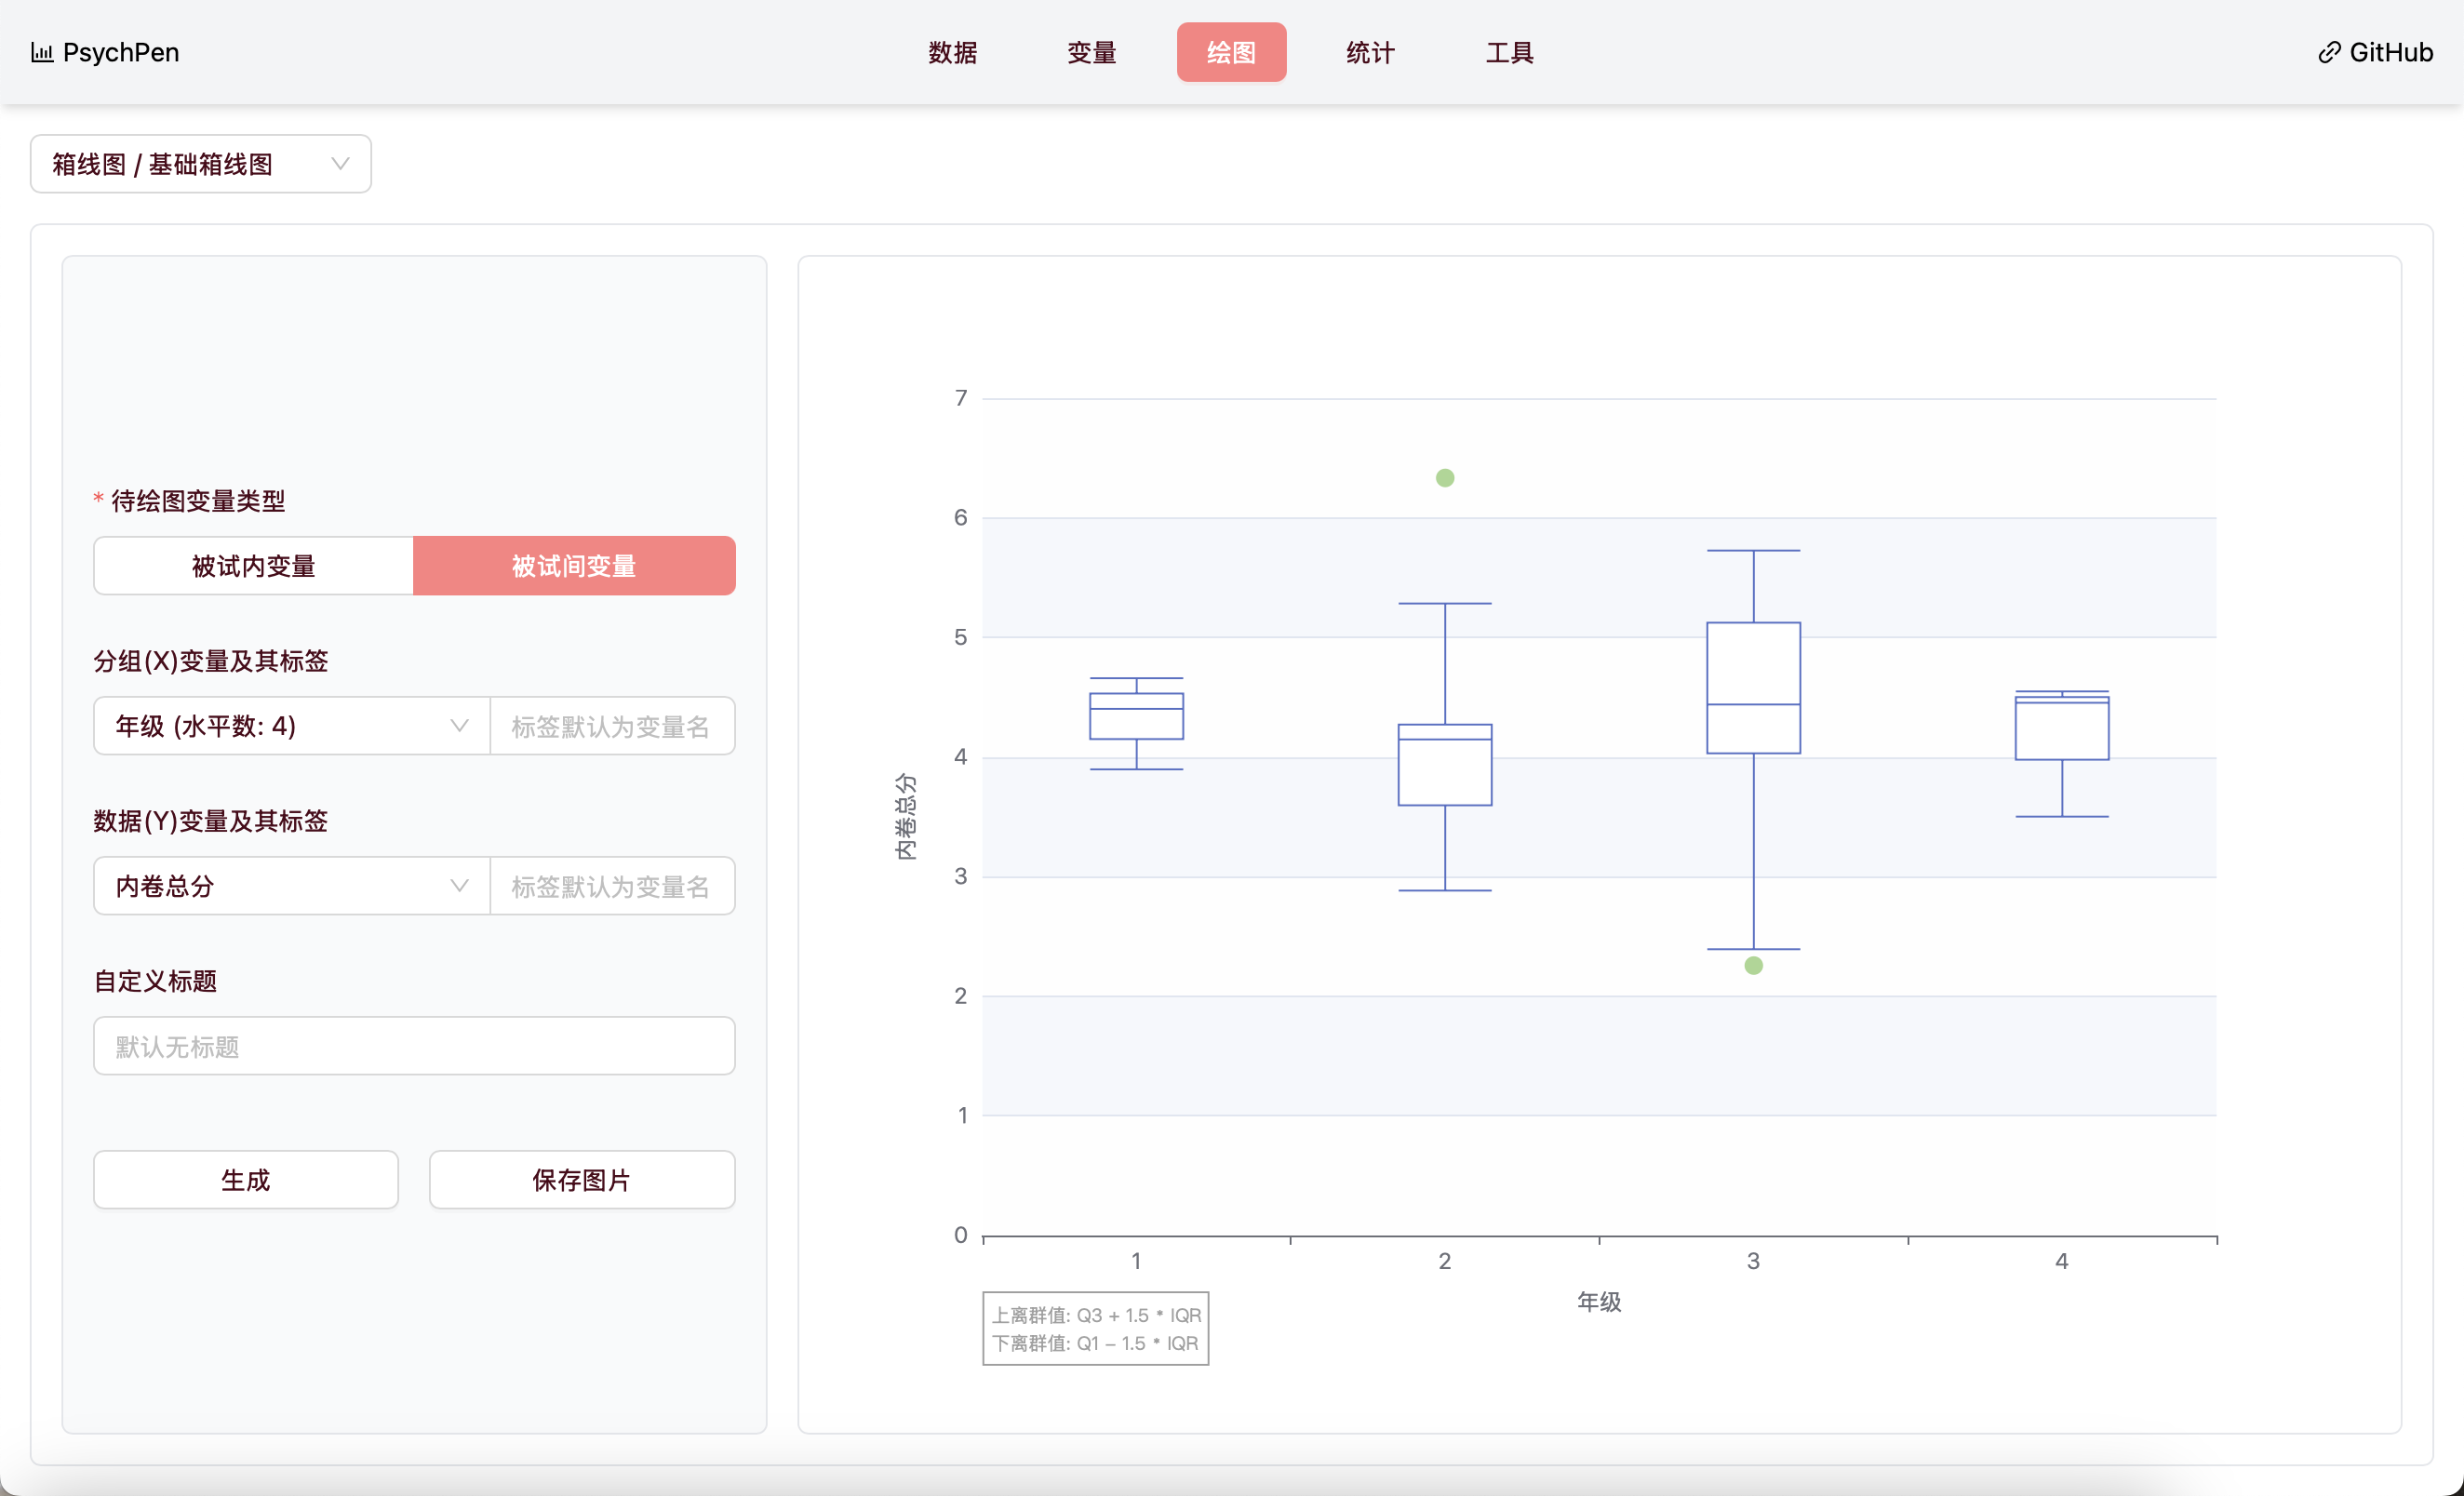 PsychPen
数据
变量
绘图
统计
工具
GitHub
箱线图 / 基础箱线图
* 待绘图变量类型
被试内变量
被试间变量
分组(X)变量及其标签
年级 (水平数: 4)
标签默认为变量名
数据(Y)变量及其标签
内卷总分
标签默认为变量名
自定义标题
默认无标题
生成
保存图片
7
6
5
4
3
2
1
0
内卷总分
1
2
3
4
年级
上离群值: Q3 + 1.5 * IQR
下离群值: Q1 − 1.5 * IQR